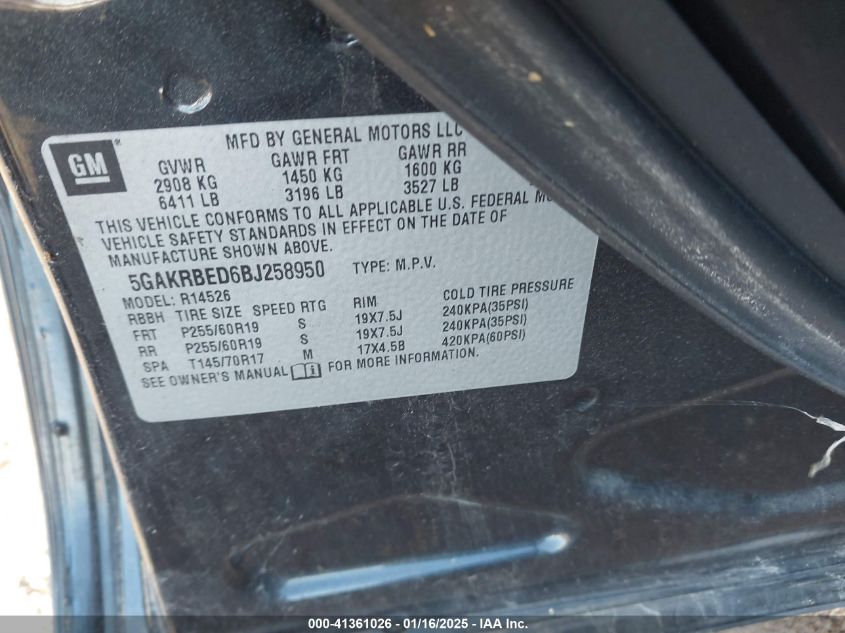 MFD BY GENERAL MOTORS LLC
GM
GVWR GAWR FRT GAWR RR
2908 KG 1450 KG 1600 KG
6411 LB 3196 LB 3527 LB
THIS VEHICLE CONFORMS TO ALL APPLICABLE U.S. FEDERAL
VEHICLE SAFETY STANDARDS IN EFFECT ON THE DATE OF
MANUFACTURE SHOWN ABOVE.
5GAKRBED6BJ258950 TYPE: M.P.V.
MODEL: R14526
RBBH TIRE SIZE SPEED RTG RIM COLD TIRE PRESSURE
FRT P255/60R19 S 19X7.5J 240KPA(35PSI)
RR P255/60R19 S 19X7.5J 240KPA(35PSI)
SPA T145/70R17 M 17X4.5B 420KPA(60PSI)
SEE OWNER'S MANUAL FOR MORE INFORMATION.
000-41361026 - 01/16/2025 - IAA Inc.